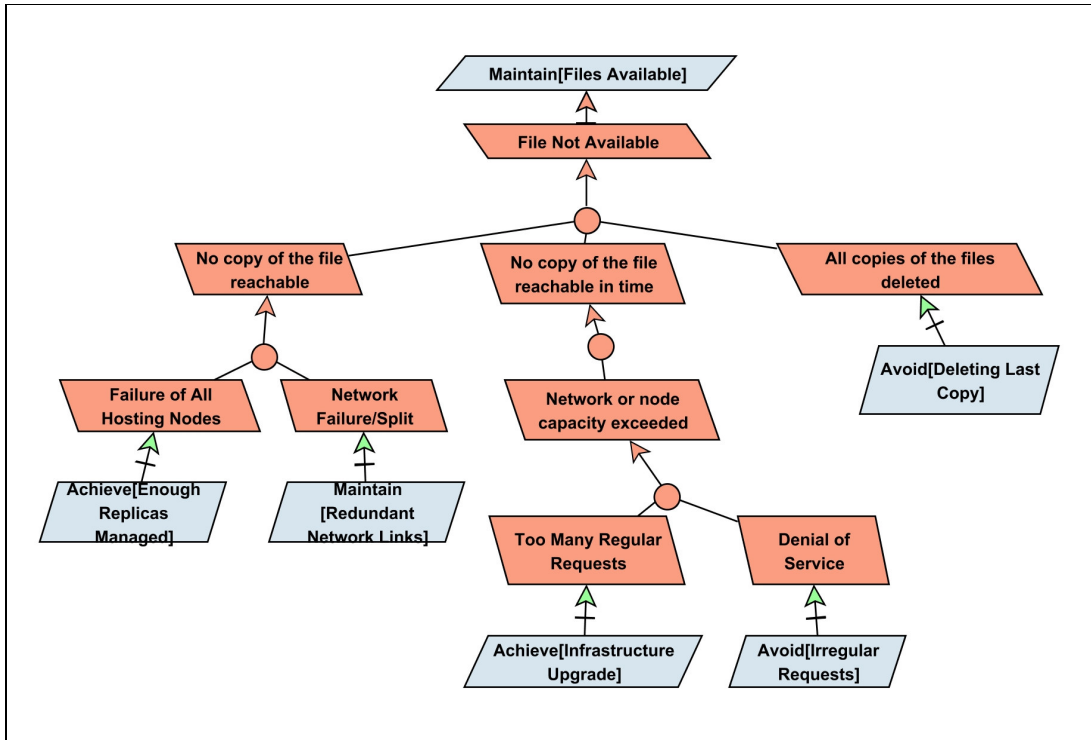 Maintain[Files Available]
File Not Available
No copy of the file
reachable
No copy of the file
reachable in time
All copies of the files
deleted
Avoid[Deleting Last
Copy]
Failure of All
Hosting Nodes
Network
Failure/Split
Network or node
capacity exceeded
Achieve[Enough
Replicas
Managed]
Maintain
[Redundant
Network Links]
Too Many Regular
Requests
Denial of
Service
Achieve[Infrastructure
Upgrade]
Avoid[Irregular
Requests]